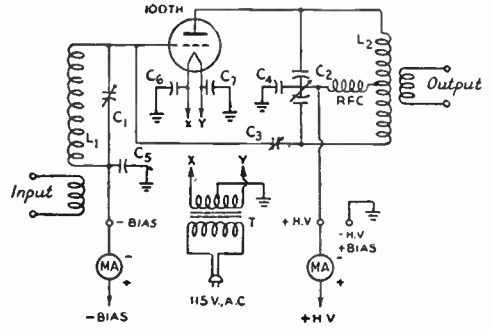 100TH
L2
C6
C7
C4
C2
Output
RFC
X Y
C1
C3
L1
C5
X Y
Input
T
- BIAS
+H.V
-H.V
+BIAS
MA - +
MA - +
115 V., A.C
-BIAS
+H V